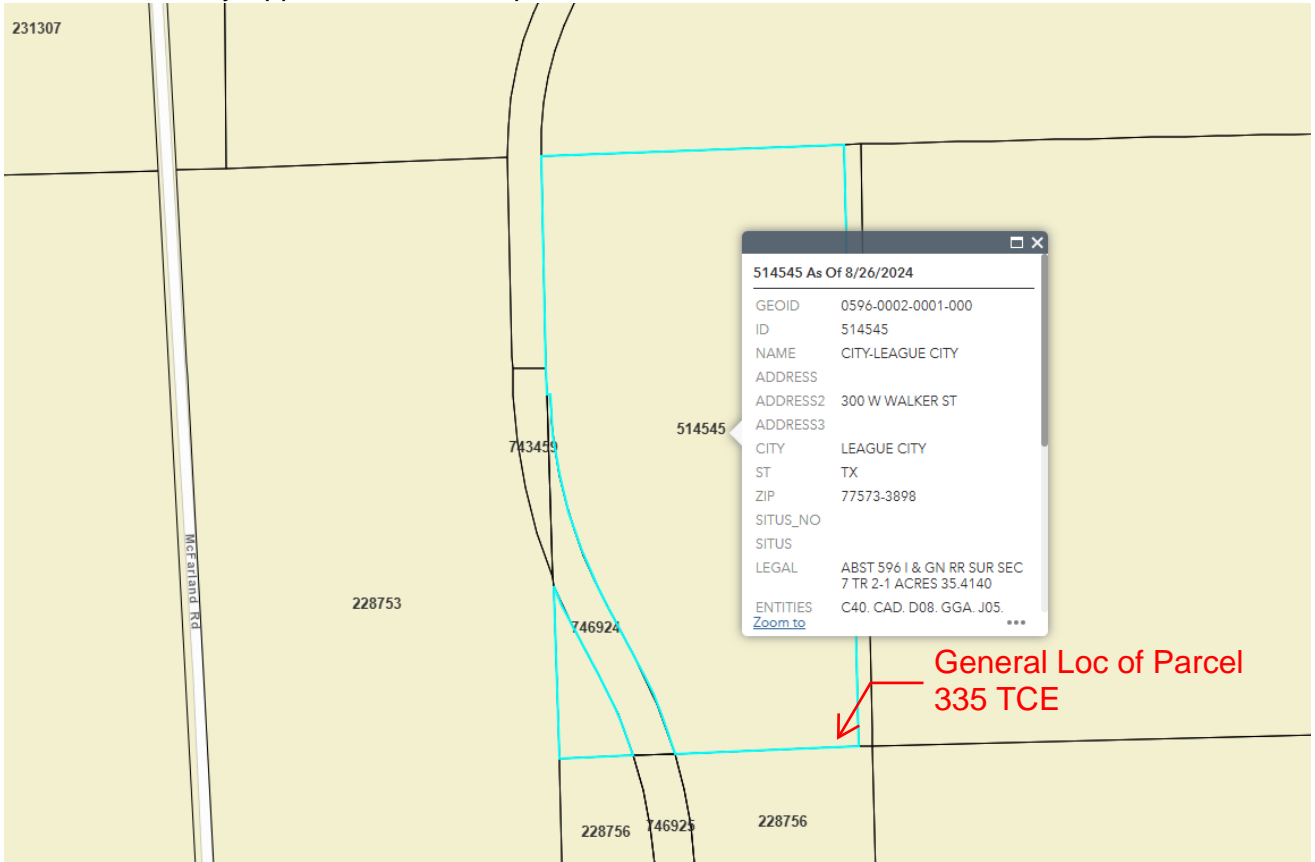 231307
514545 As Of 8/26/2024
GEOID 0596-0002-0001-000
ID 514545
NAME CITY-LEAGUE CITY
ADDRESS
ADDRESS2 300 W WALKER ST
ADDRESS3
CITY LEAGUE CITY
ST TX
ZIP 77573-3898
SITUS_NO
SITUS
LEGAL ABST 596 I & GN RR SUR SEC
7 TR 2-1 ACRES 35.4140
ENTITIES C40. CAD. D08. GGA. J05.
Zoom to
514545
743459
McFarland Rd
228753
746924
General Loc of Parcel
335 TCE
228756
746925
228756